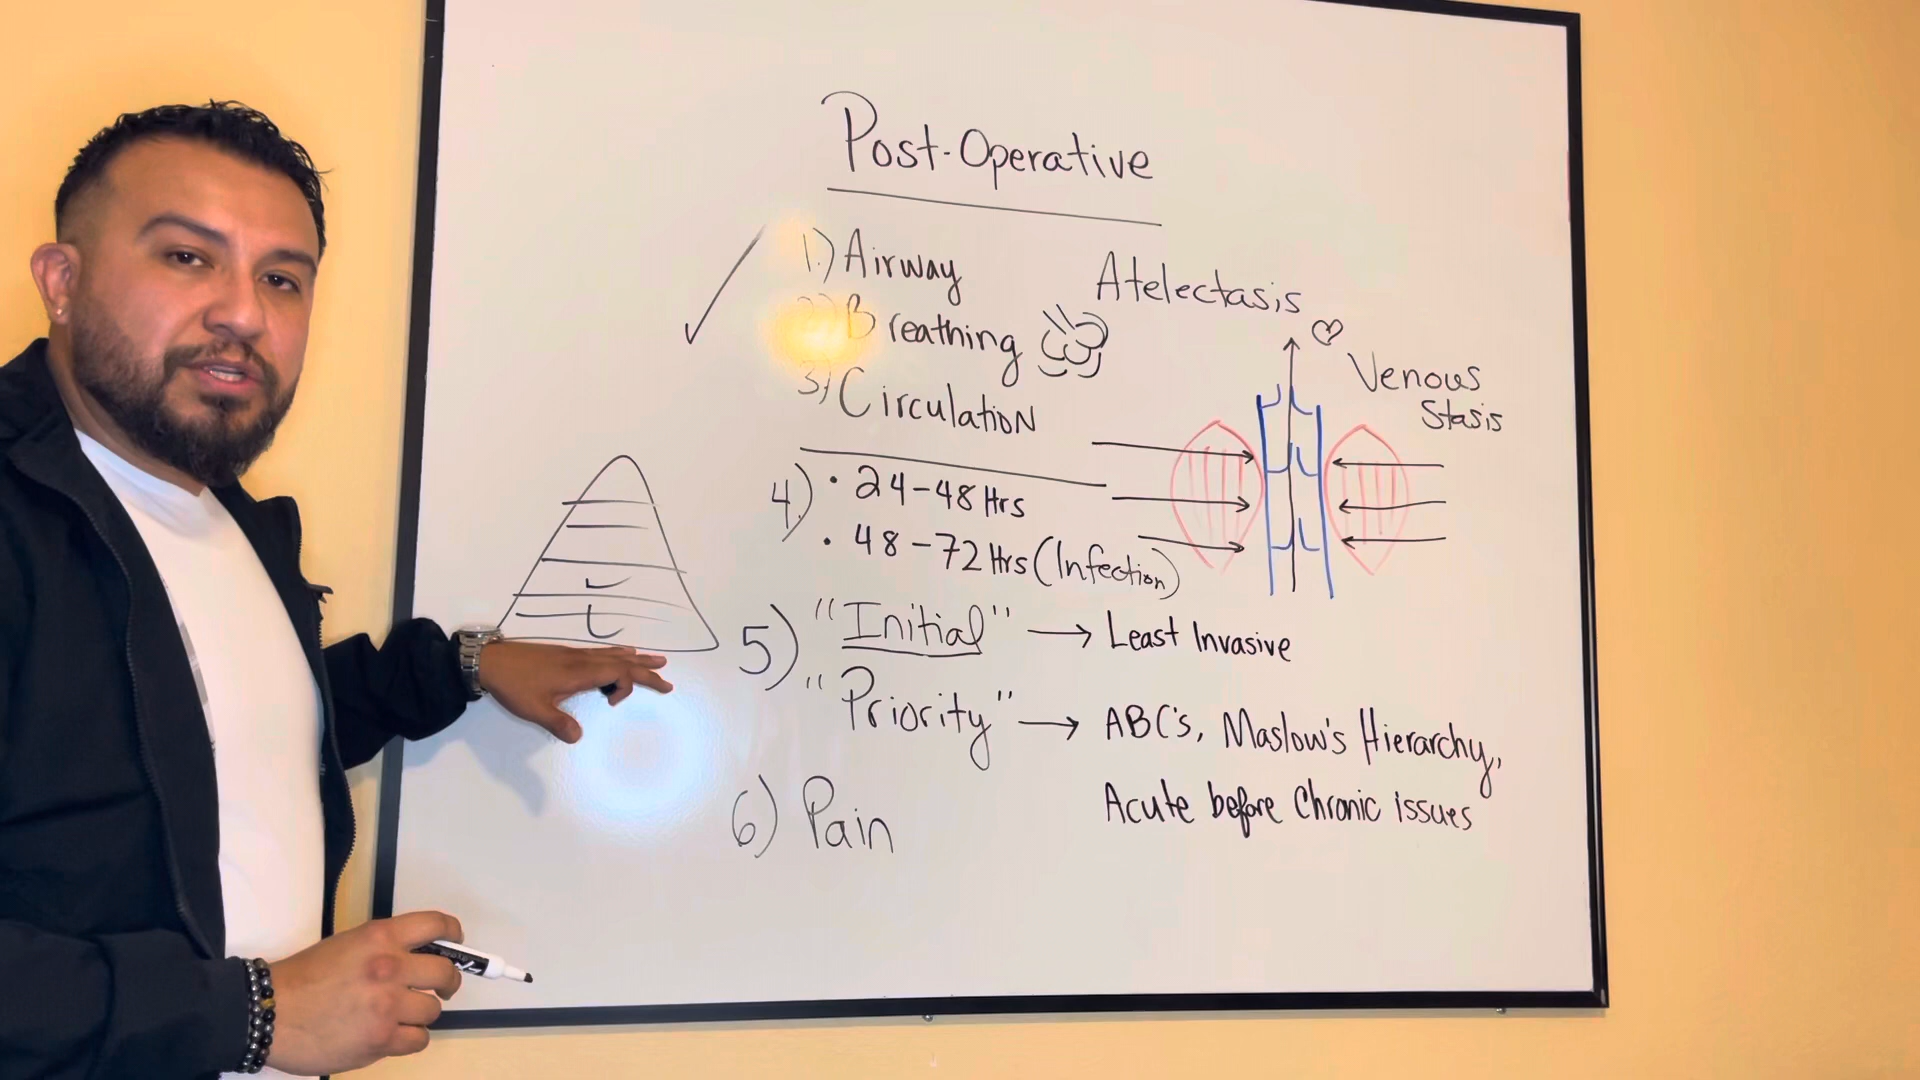 Post-Operative
1.) Airway
2.) Breathing
Atelectasis
3) Circulation
Venous
Stasis
4.) • 24-48 Hrs
• 48-72 Hrs (Infection)
5) "Initial" → Least Invasive
"Priority" → ABC's, Maslow's Hierarchy,
Acute before Chronic issues
6) Pain